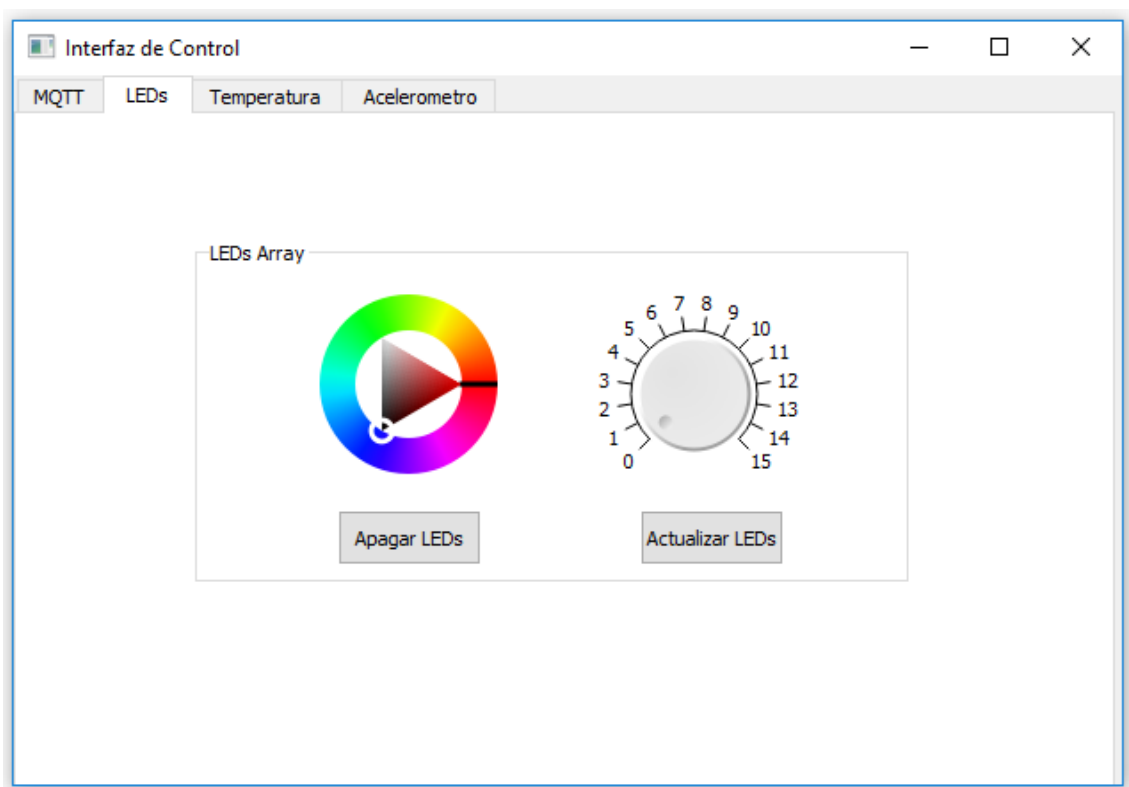 Interfaz de Control
MQTT LEDs Temperatura Acelerometro
LEDs Array
0 1 2 3 4 5 6 7 8 9 10 11 12 13 14 15
Apagar LEDs Actualizar LEDs